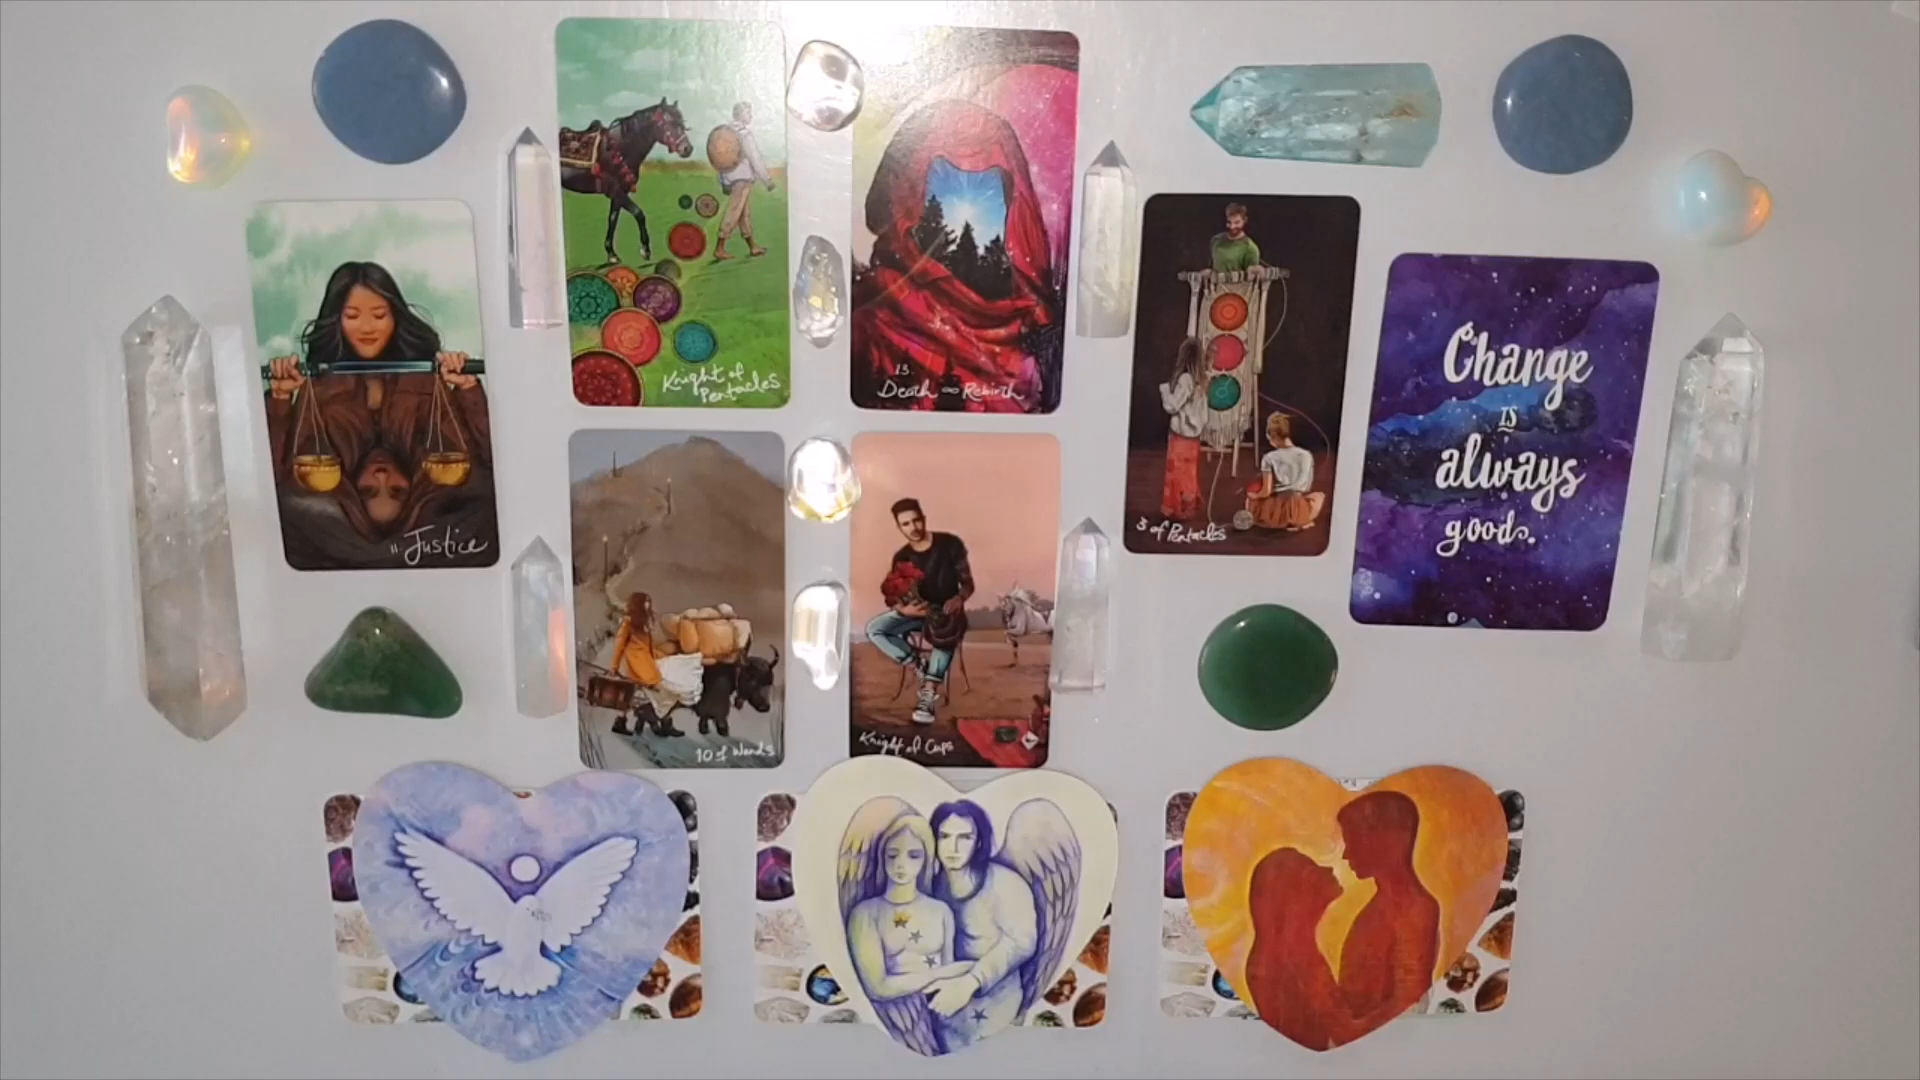 Knight of
Pentacles
13.
Death ∞ Rebirth
11 Justice
3 of Pentacles
Change
is
always
good.
10 of Wands
Knight of Cups